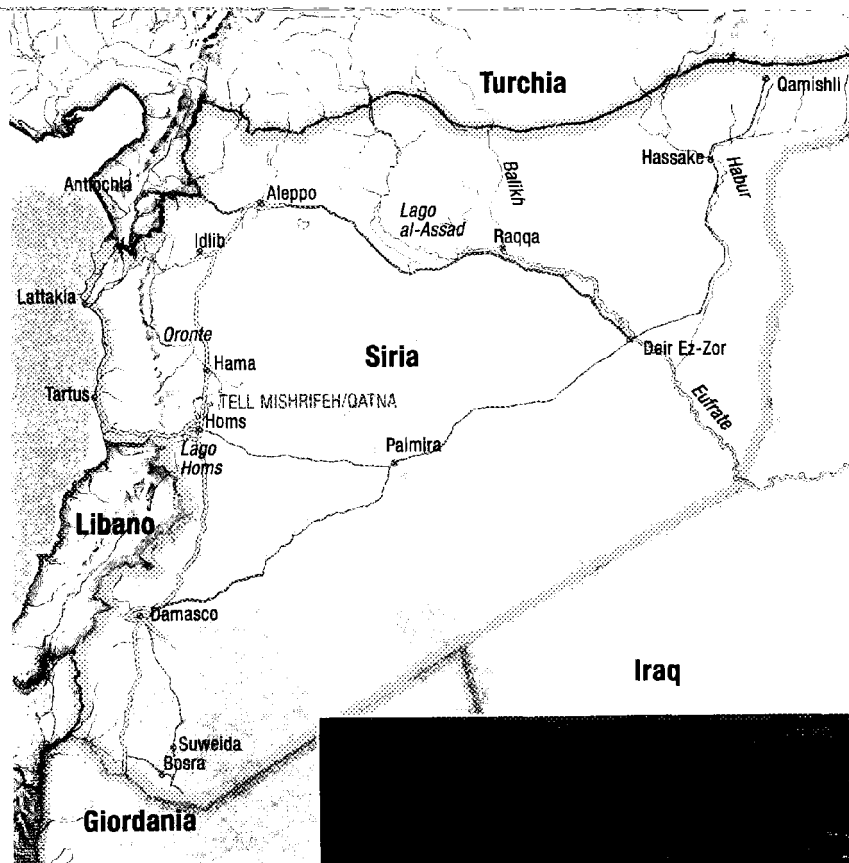 Turchia
Qamishli
Hassake
Habur
Antiochia
Aleppo
Balikh
Lago
al-Assad
Idlib
Raqqa
Lattakia
Oronte
Siria
Deir Ez-Zor
Hama
Tartus
TELL MISHRIFEH/QATNA
Homs
Eufrate
Lago
Homs
Palmira
Libano
Damasco
Iraq
Suweida
Bosra
Giordania